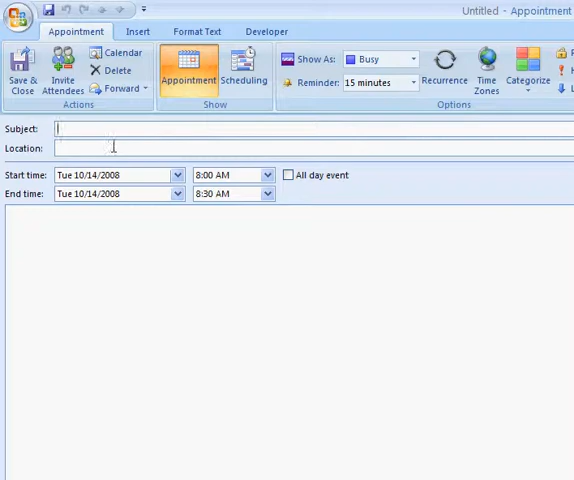 Untitled - Appointment
Appointment Insert Format Text Developer
Save & Close
Invite Attendees
Calendar
Delete
Forward
Actions
Appointment
Scheduling
Show
Show As: Busy
Reminder: 15 minutes
Recurrence
Time Zones
Categorize
Options
Subject:
Location:
Start time: Tue 10/14/2008 8:00 AM All day event
End time: Tue 10/14/2008 8:30 AM